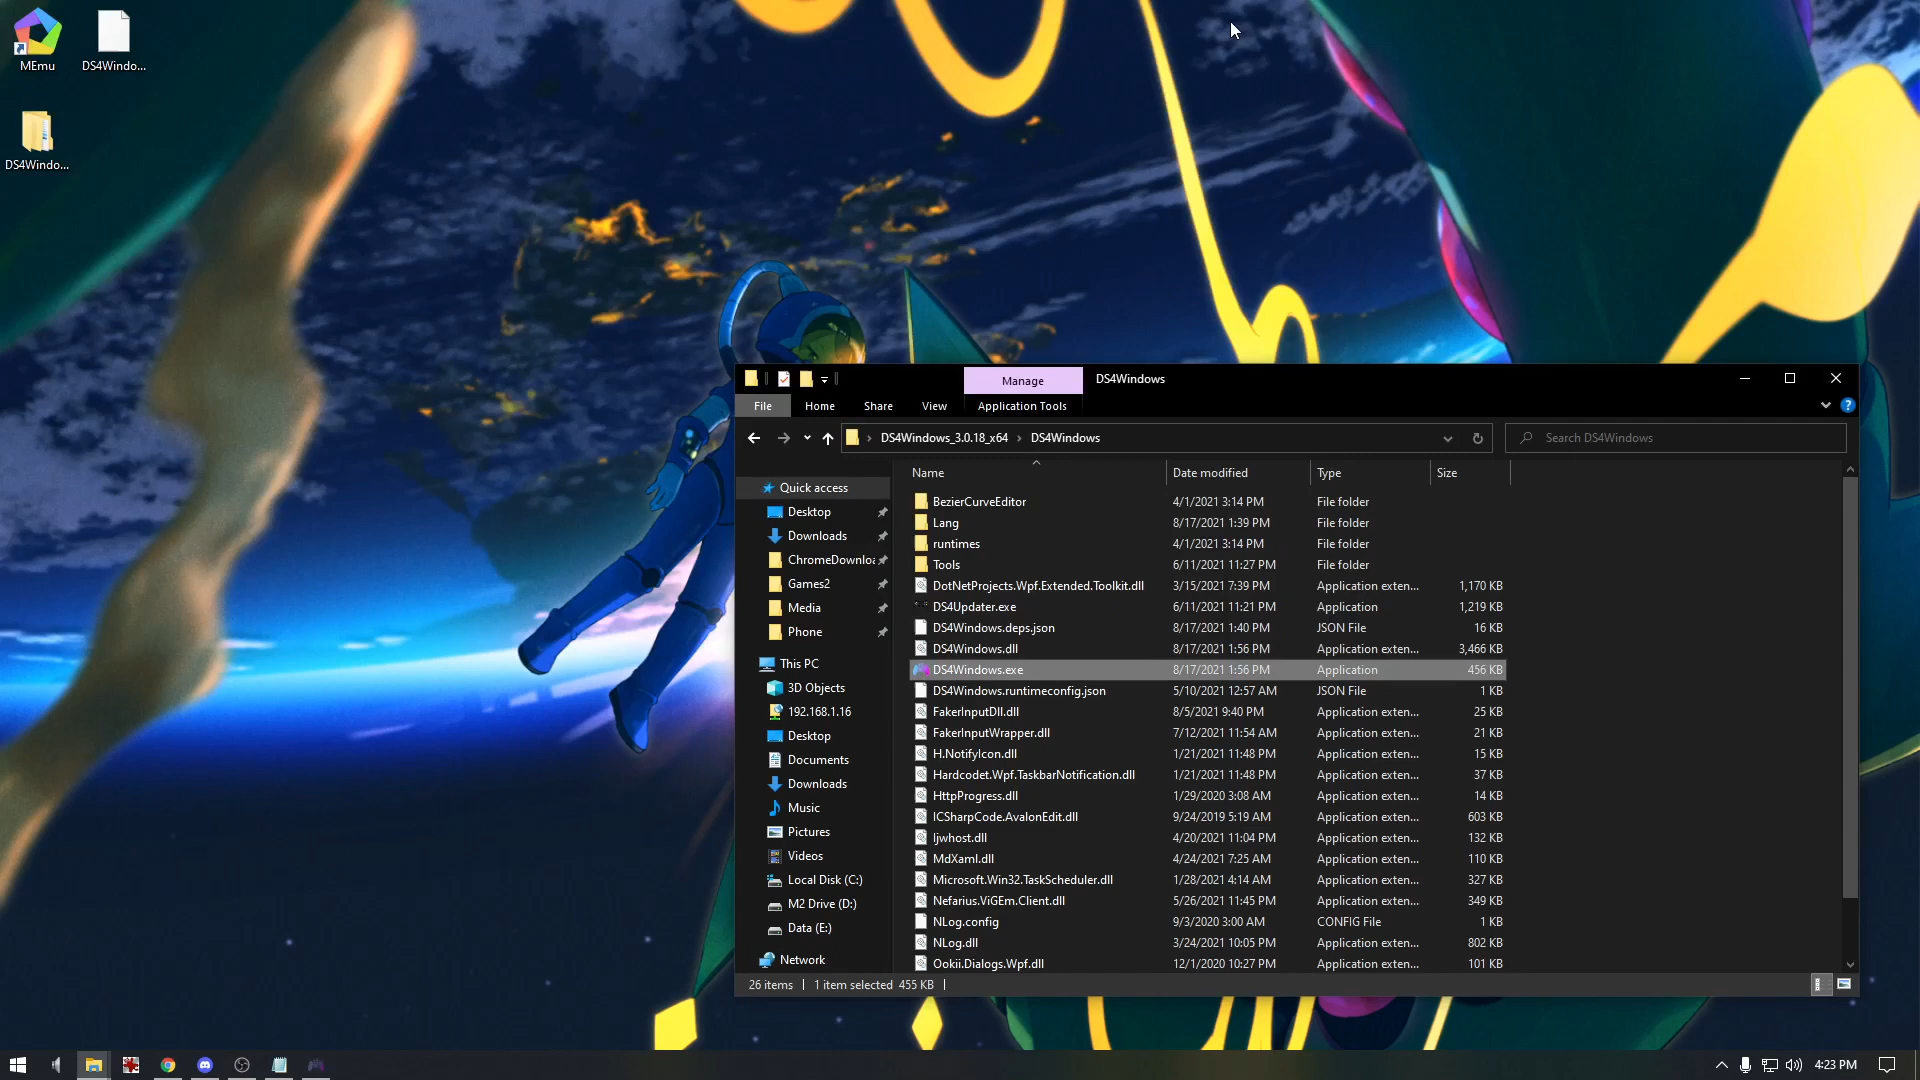 MEmu
DS4Windo...
DS4Windo...
Manage
DS4Windows
File
Home
Share
View
Application Tools
DS4Windows_3.0.18_x64 > DS4Windows
Search DS4Windows
Name
Date modified
Type
Size
Quick access
Desktop
Downloads
ChromeDownloa
Games2
Media
Phone
This PC
3D Objects
192.168.1.16
Desktop
Documents
Downloads
Music
Pictures
Videos
Local Disk (C:)
M2 Drive (D:)
Data (E:)
Network
BezierCurveEditor 4/1/2021 3:14 PM File folder
Lang 8/17/2021 1:39 PM File folder
runtimes 4/1/2021 3:14 PM File folder
Tools 6/11/2021 11:27 PM File folder
DotNetProjects.Wpf.Extended.Toolkit.dll 3/15/2021 7:39 PM Application exten... 1,170 KB
DS4Updater.exe 6/11/2021 11:21 PM Application 1,219 KB
DS4Windows.deps.json 8/17/2021 1:40 PM JSON File 16 KB
DS4Windows.dll 8/17/2021 1:56 PM Application exten... 3,466 KB
DS4Windows.exe 8/17/2021 1:56 PM Application 456 KB
DS4Windows.runtimeconfig.json 5/10/2021 12:57 AM JSON File 1 KB
FakerInputDll.dll 8/5/2021 9:40 PM Application exten... 25 KB
FakerInputWrapper.dll 7/12/2021 11:54 AM Application exten... 21 KB
H.NotifyIcon.dll 1/21/2021 11:48 PM Application exten... 15 KB
Hardcodet.Wpf.TaskbarNotification.dll 1/21/2021 11:48 PM Application exten... 37 KB
HttpProgress.dll 1/29/2020 3:08 AM Application exten... 14 KB
ICSharpCode.AvalonEdit.dll 9/24/2019 5:19 AM Application exten... 603 KB
Ijwhost.dll 4/20/2021 11:04 PM Application exten... 132 KB
MdXaml.dll 4/24/2021 7:25 AM Application exten... 110 KB
Microsoft.Win32.TaskScheduler.dll 1/28/2021 4:14 AM Application exten... 327 KB
Nefarius.ViGEm.Client.dll 5/26/2021 11:45 PM Application exten... 349 KB
NLog.config 9/3/2020 3:00 AM CONFIG File 1 KB
NLog.dll 3/24/2021 10:05 PM Application exten... 802 KB
Ookii.Dialogs.Wpf.dll 12/1/2020 10:27 PM Application exten... 101 KB
26 items
1 item selected 455 KB
4:23 PM